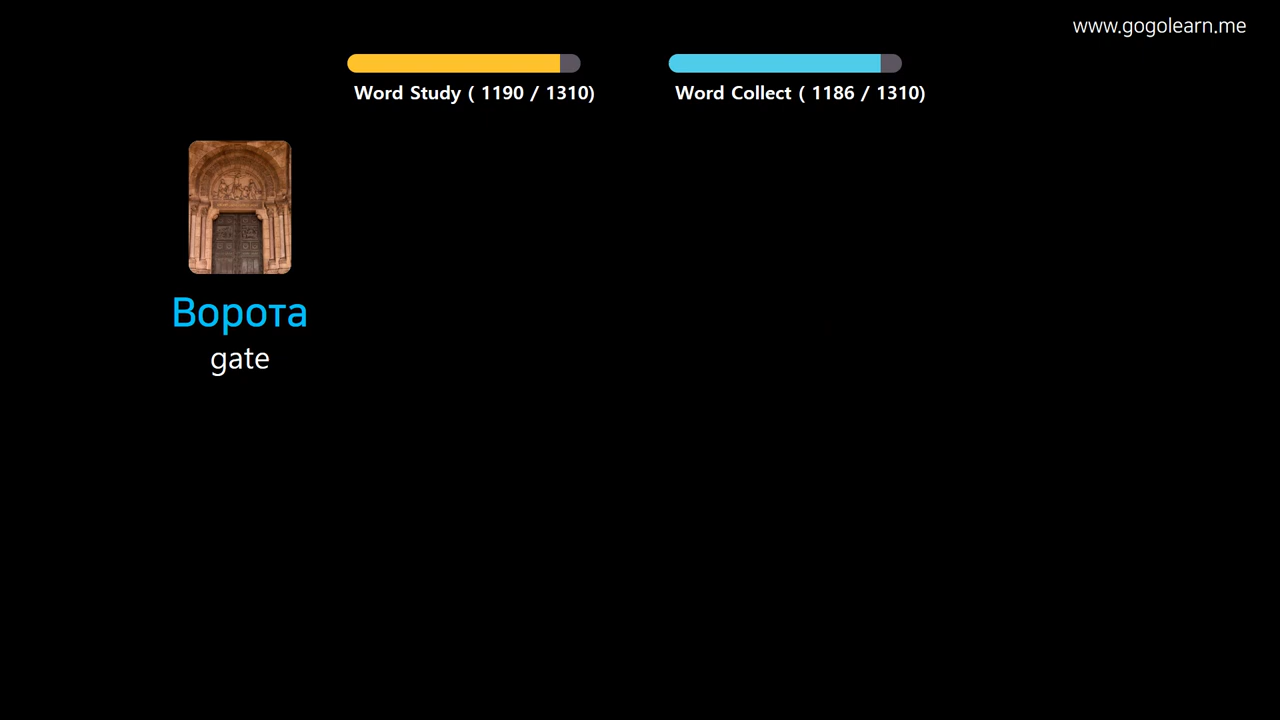 www.gogolearn.me
Word Study ( 1190 / 1310)
Word Collect ( 1186 / 1310)
Ворота
gate